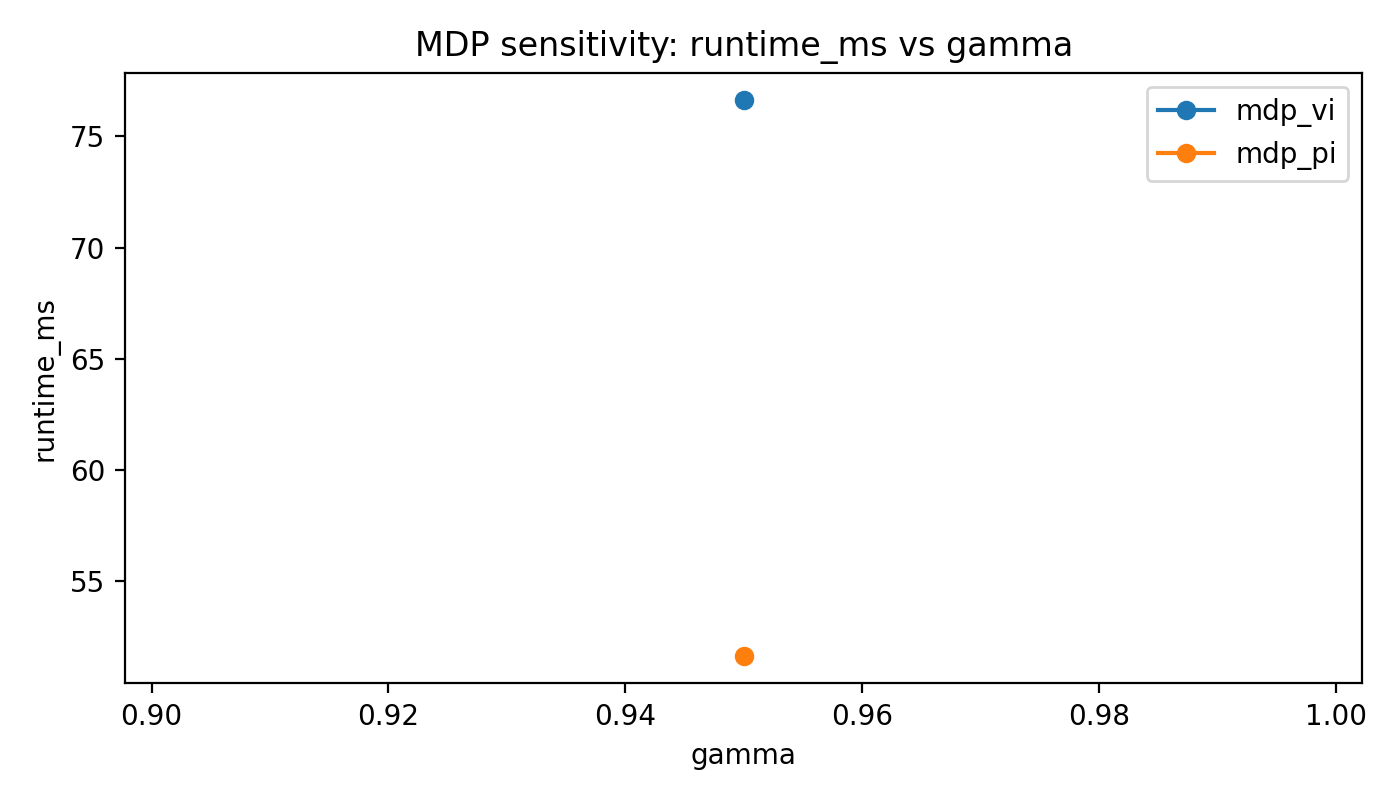 MDP sensitivity: runtime_ms vs gamma
mdp_vi
mdp_pi
runtime_ms
75
70
65
60
55
0.90 0.92 0.94 0.96 0.98 1.00
gamma